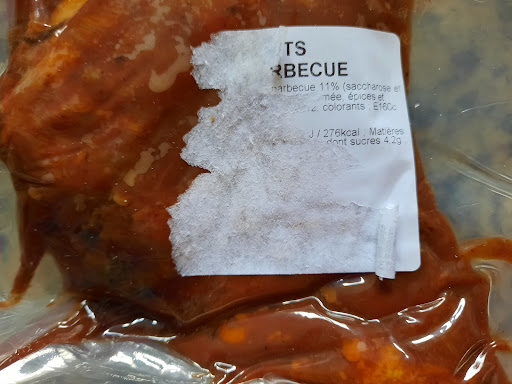 TS
RBECUE
arbecue 11% (saccharose et
mée, épices et
colorants : E160c
J / 276kcal , Matières
dont sucres 4.2g